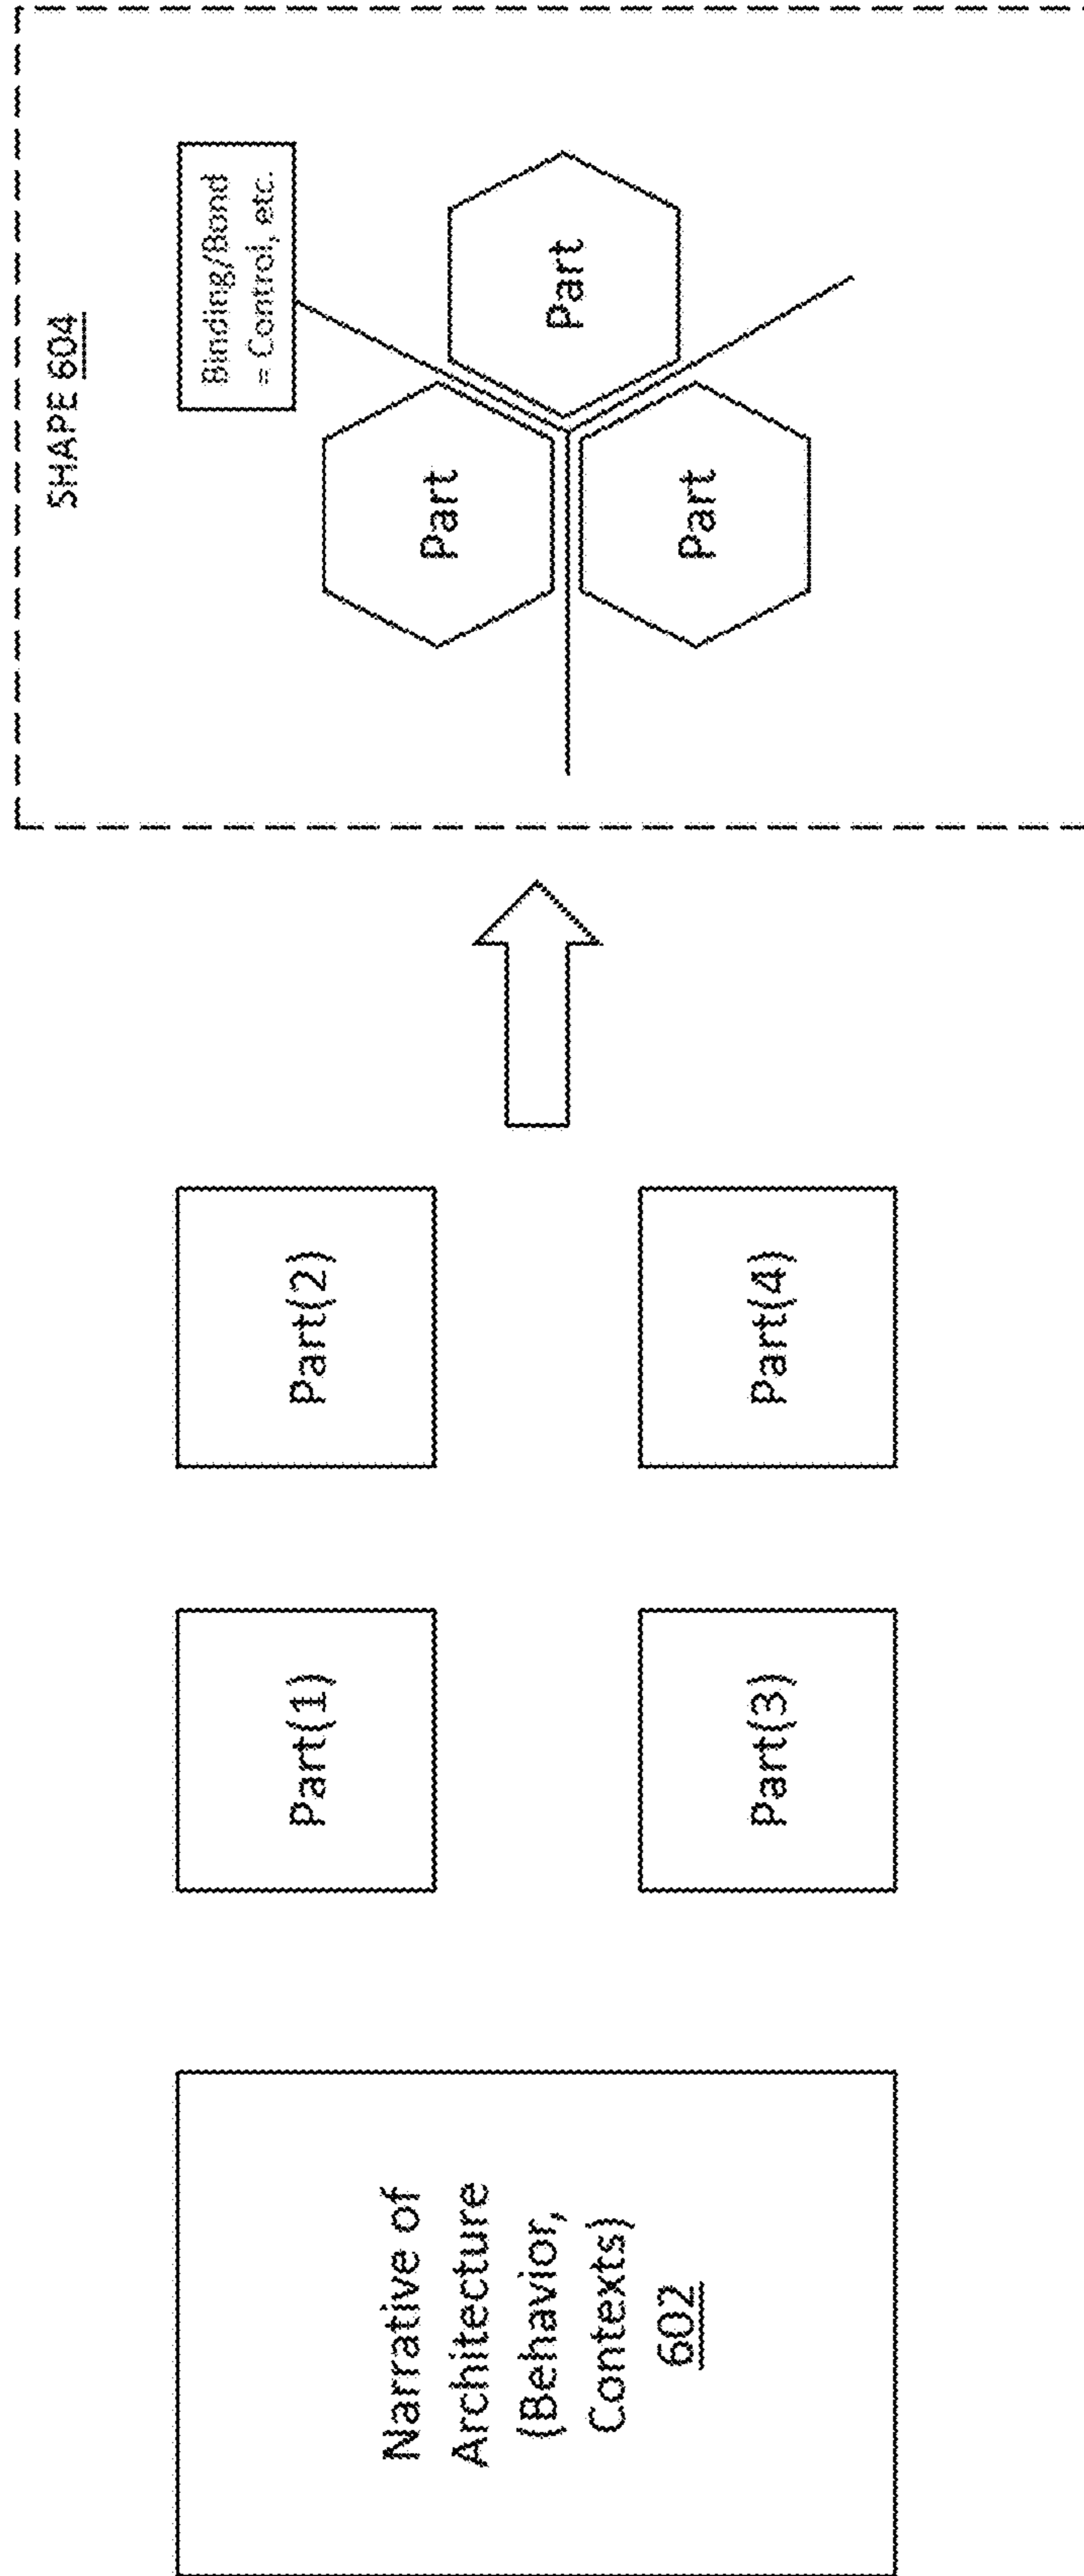 Narrative of
Architecture
(Behavior,
Contexts)
602
Part(1)
Part(2)
Part(3)
Part(4)
SHAPE 604
Binding/Bond
= Control, etc.
Part
Part
Part